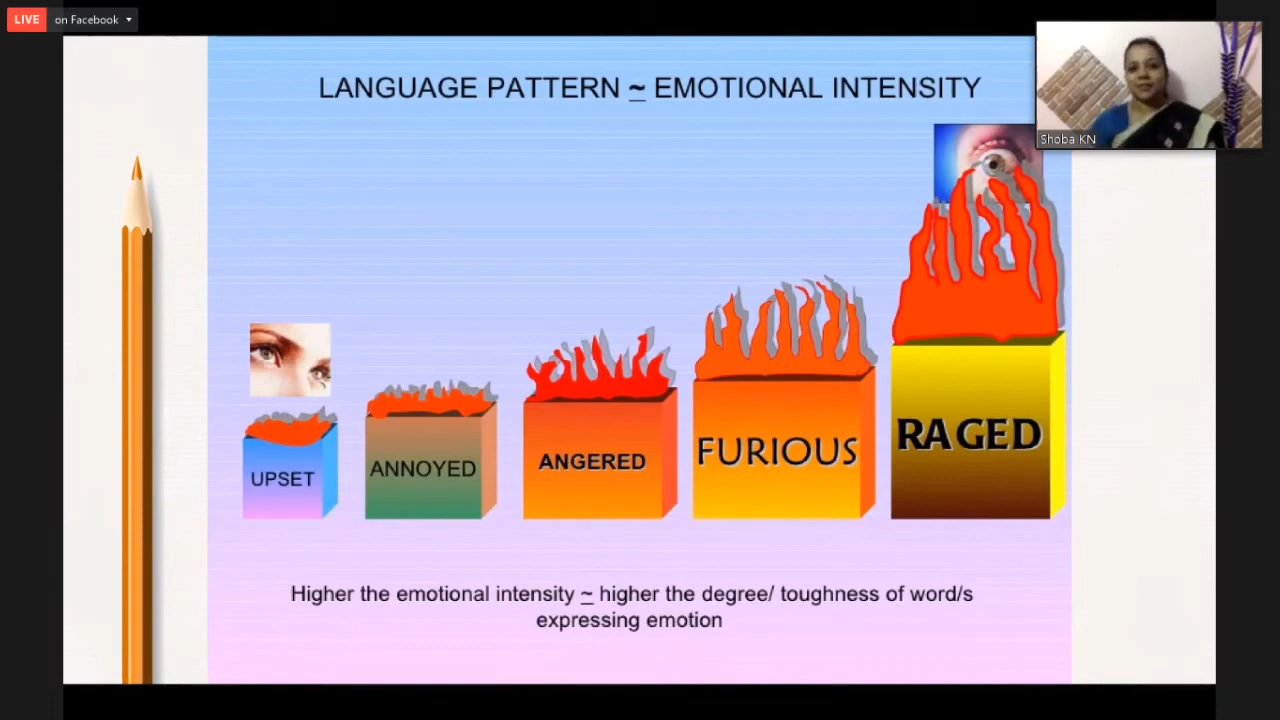 LIVE on Facebook
LANGUAGE PATTERN ~ EMOTIONAL INTENSITY
Shoba KN
UPSET
ANNOYED
ANGERED
FURIOUS
RAGED
Higher the emotional intensity ~ higher the degree/ toughness of word/s
expressing emotion